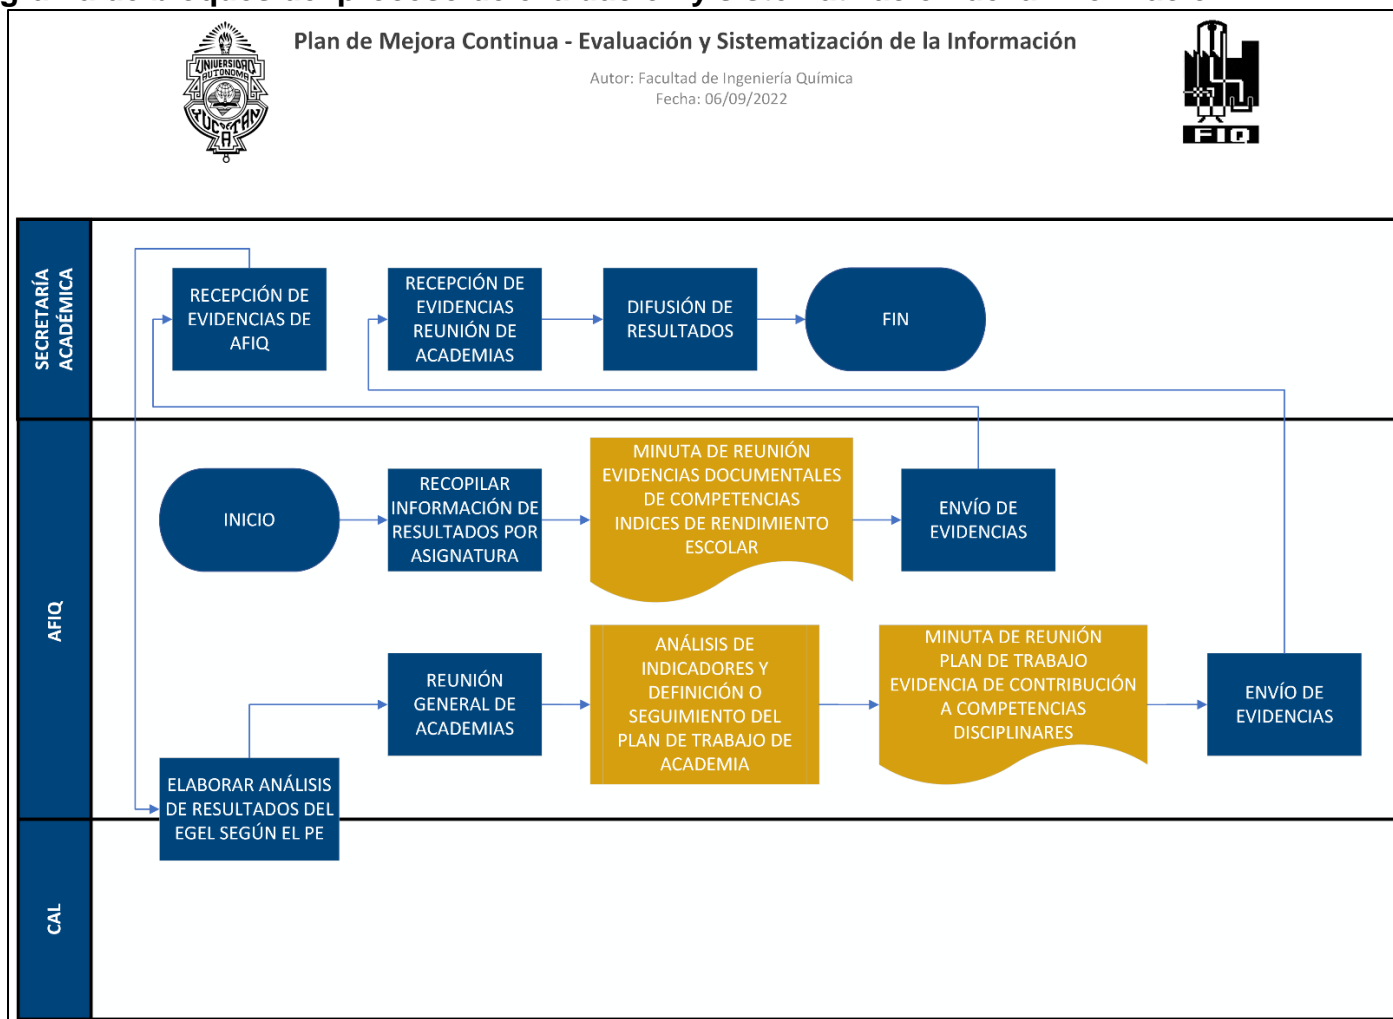 Plan de Mejora Continua - Evaluación y Sistematización de la Información
Autor: Facultad de Ingeniería Química
Fecha: 06/09/2022
UNIVERSIDAD
AUTONOMA
YUCATAN
FIQ
SECRETARÍA
ACADÉMICA
RECEPCIÓN DE
EVIDENCIAS DE
AFIQ
RECEPCIÓN DE
EVIDENCIAS
REUNIÓN DE
ACADEMIAS
DIFUSIÓN DE
RESULTADOS
FIN
AFIQ
INICIO
RECOPILAR
INFORMACIÓN DE
RESULTADOS POR
ASIGNATURA
MINUTA DE REUNIÓN
EVIDENCIAS DOCUMENTALES
DE COMPETENCIAS
INDICES DE RENDIMIENTO
ESCOLAR
ENVÍO DE
EVIDENCIAS
REUNIÓN
GENERAL DE
ACADEMIAS
ANÁLISIS DE
INDICADORES Y
DEFINICIÓN O
SEGUIMIENTO DEL
PLAN DE TRABAJO DE
ACADEMIA
MINUTA DE REUNIÓN
PLAN DE TRABAJO
EVIDENCIA DE CONTRIBUCIÓN
A COMPETENCIAS
DISCIPLINARES
ENVÍO DE
EVIDENCIAS
ELABORAR ANÁLISIS
DE RESULTADOS DEL
EGEL SEGÚN EL PE
CAL